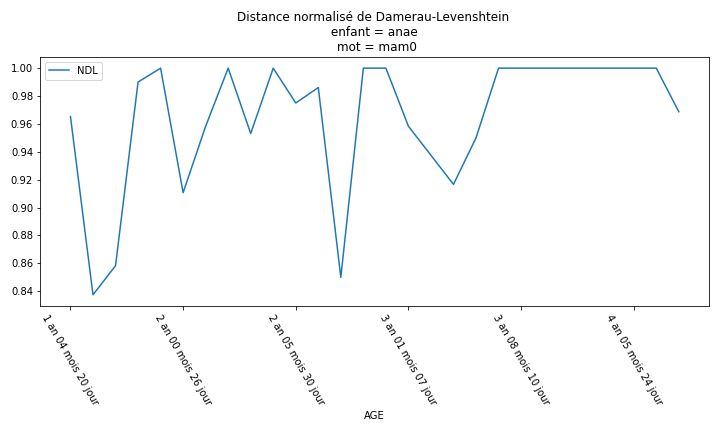 Distance normalisé de Damerau-Levenshtein
enfant = anae
mot = mam0
NDL
1.00
0.98
0.96
0.94
0.92
0.90
0.88
0.86
0.84
1 an 04 mois 20 jour
2 an 00 mois 26 jour
2 an 05 mois 30 jour
3 an 01 mois 07 jour
3 an 08 mois 10 jour
4 an 05 mois 24 jour
AGE